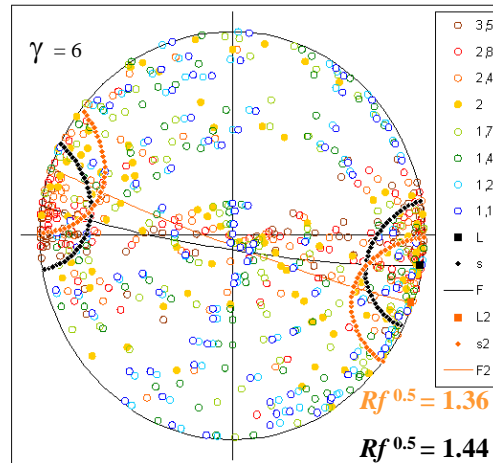 γ = 6
3,5
2,8
2,4
2
1,7
1,4
1,2
1,1
L
s
F
L2
s2
F2
Rf 0.5 = 1.36
Rf 0.5 = 1.44